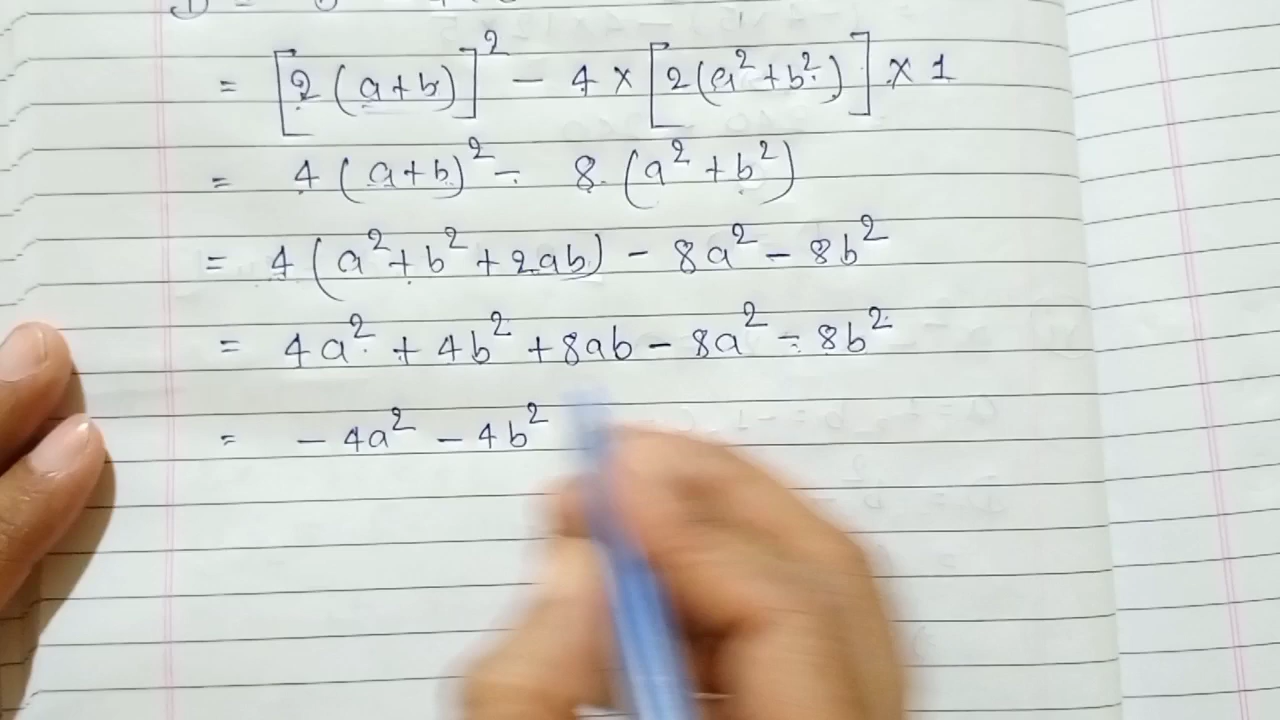 = [2 (a+b)]² - 4 × [2(a² + b²)] × 1
= 4 (a+b)² - 8 (a² + b²)
= 4 (a² + b² + 2ab) - 8a² - 8b²
= 4a² + 4b² + 8ab - 8a² - 8b²
= - 4a² - 4b²